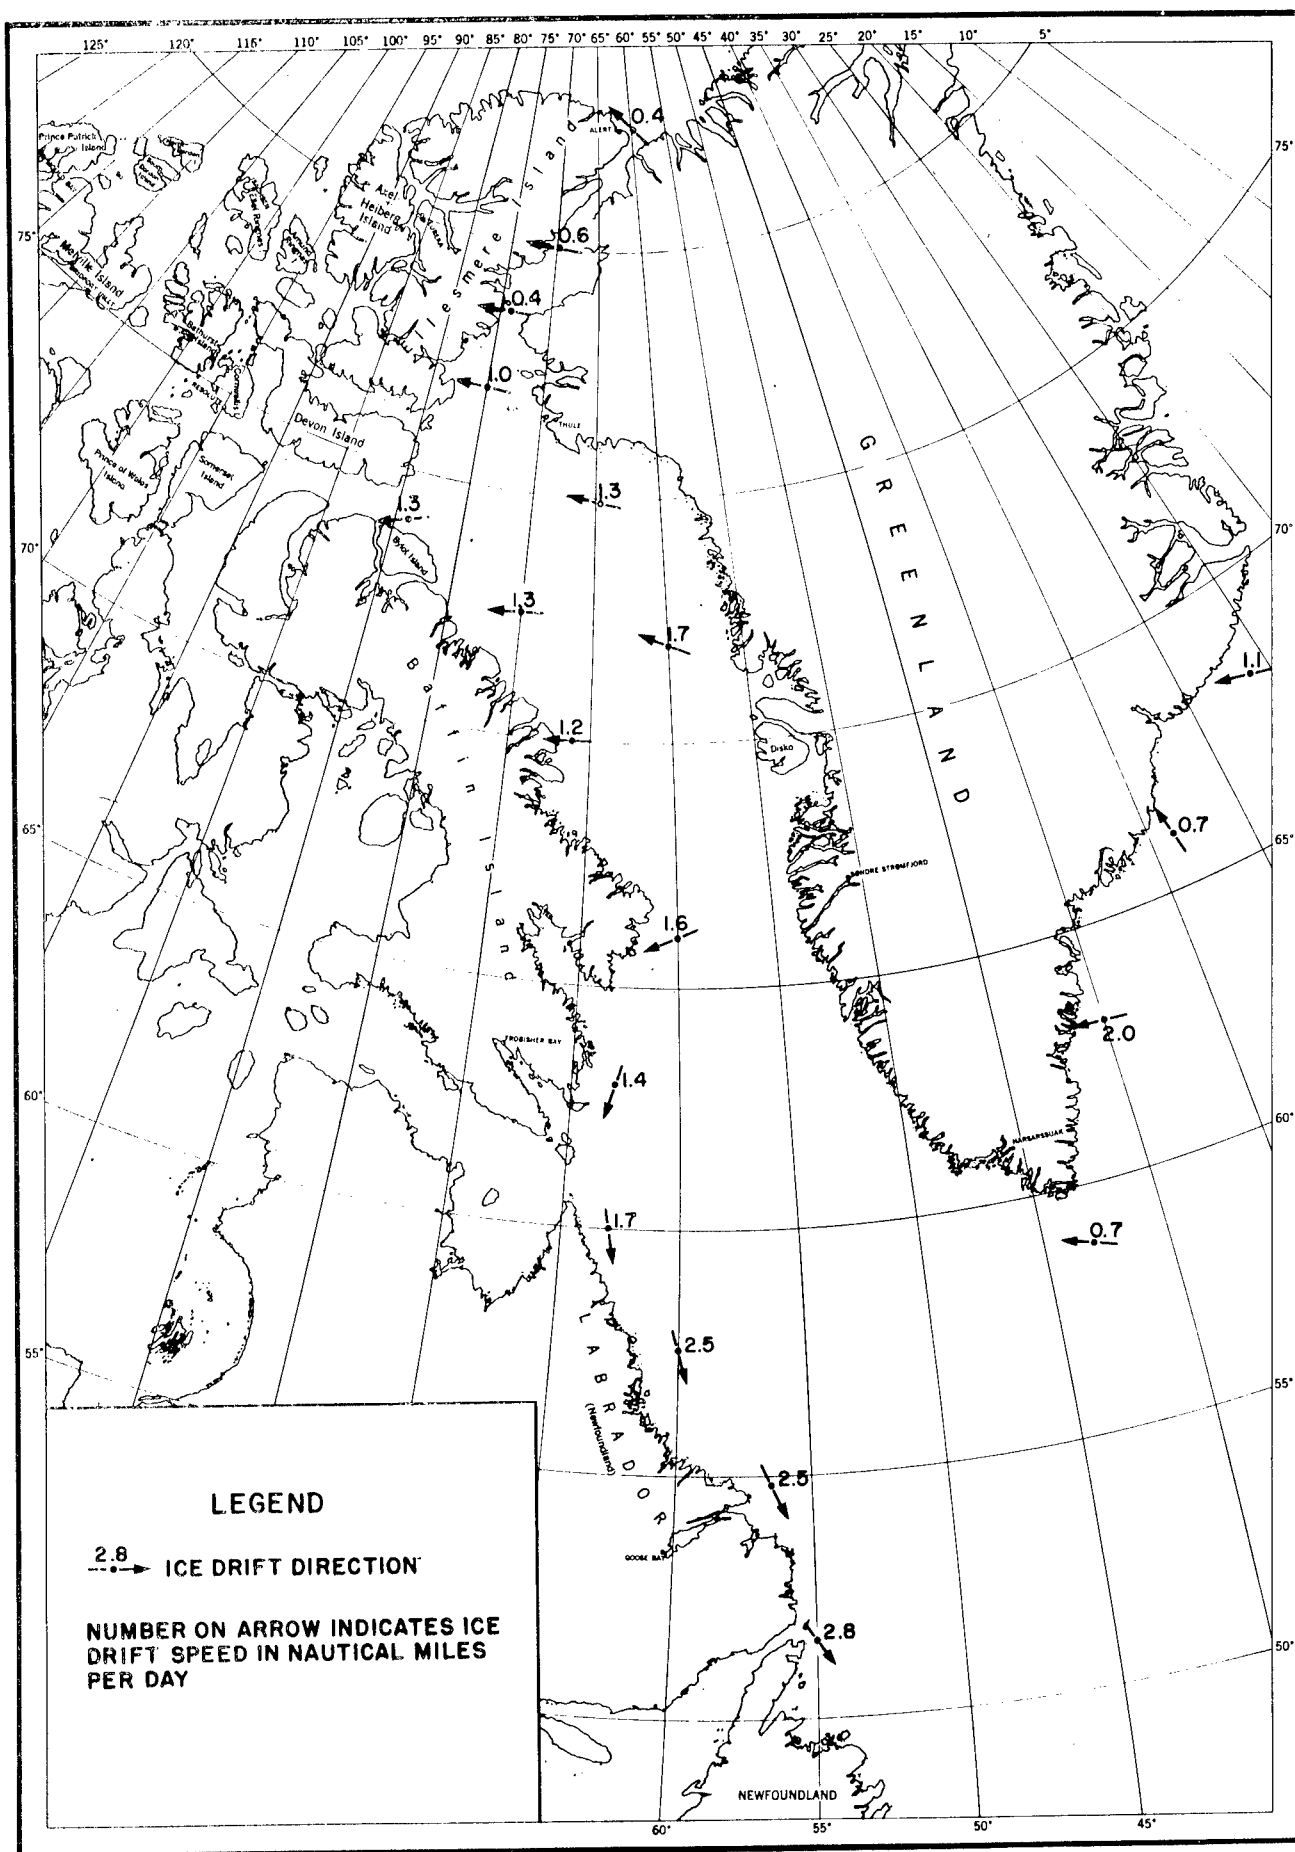 125° 120° 115° 110° 105° 100° 95° 90° 85° 80° 75° 70° 65° 60° 55° 50° 45° 40° 35° 30° 25° 20° 15° 10° 5°
75°
Prince Patrick
Island
ALERT
0.4
Axel
Heiberg
Island
EUREKA
Ellesmere Island
0.6
75°
Melville Island
0.4
Bathurst
Island
RESOLUTE
Cornwallis
1.0
Devon Island
THULE
Prince of Wales
Island
Somerset
Island
1.3
1.3
GREENLAND
70°
70°
Bylot Island
1.3
1.7
1.1
Baffin Island
1.2
Disko
65°
0.7
65°
SONDRE STROMFJORD
1.6
2.0
FROBISHER BAY
1.4
60°
60°
NARSARSSUAK
1.7
0.7
55°
2.5
55°
LABRADOR
(Newfoundland)
2.5
GOOSE BAY
2.8
50°
NEWFOUNDLAND
60° 55° 50° 45°
LEGEND
2.8
ICE DRIFT DIRECTION
NUMBER ON ARROW INDICATES ICE
DRIFT SPEED IN NAUTICAL MILES
PER DAY